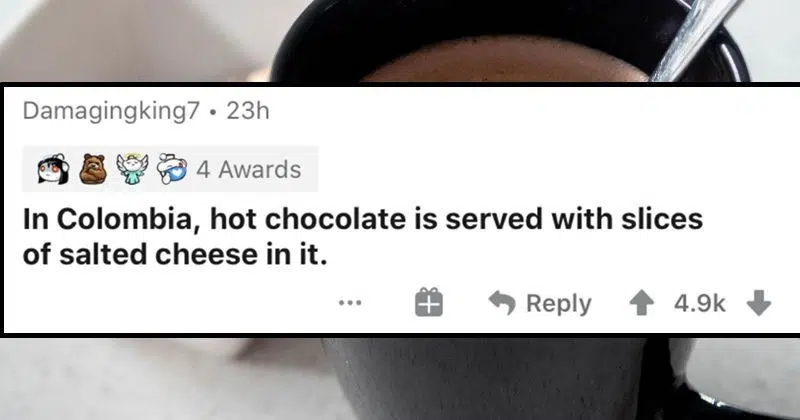 Damagingking7 • 23h
4 Awards
In Colombia, hot chocolate is served with slices
of salted cheese in it.
... Reply 4.9k